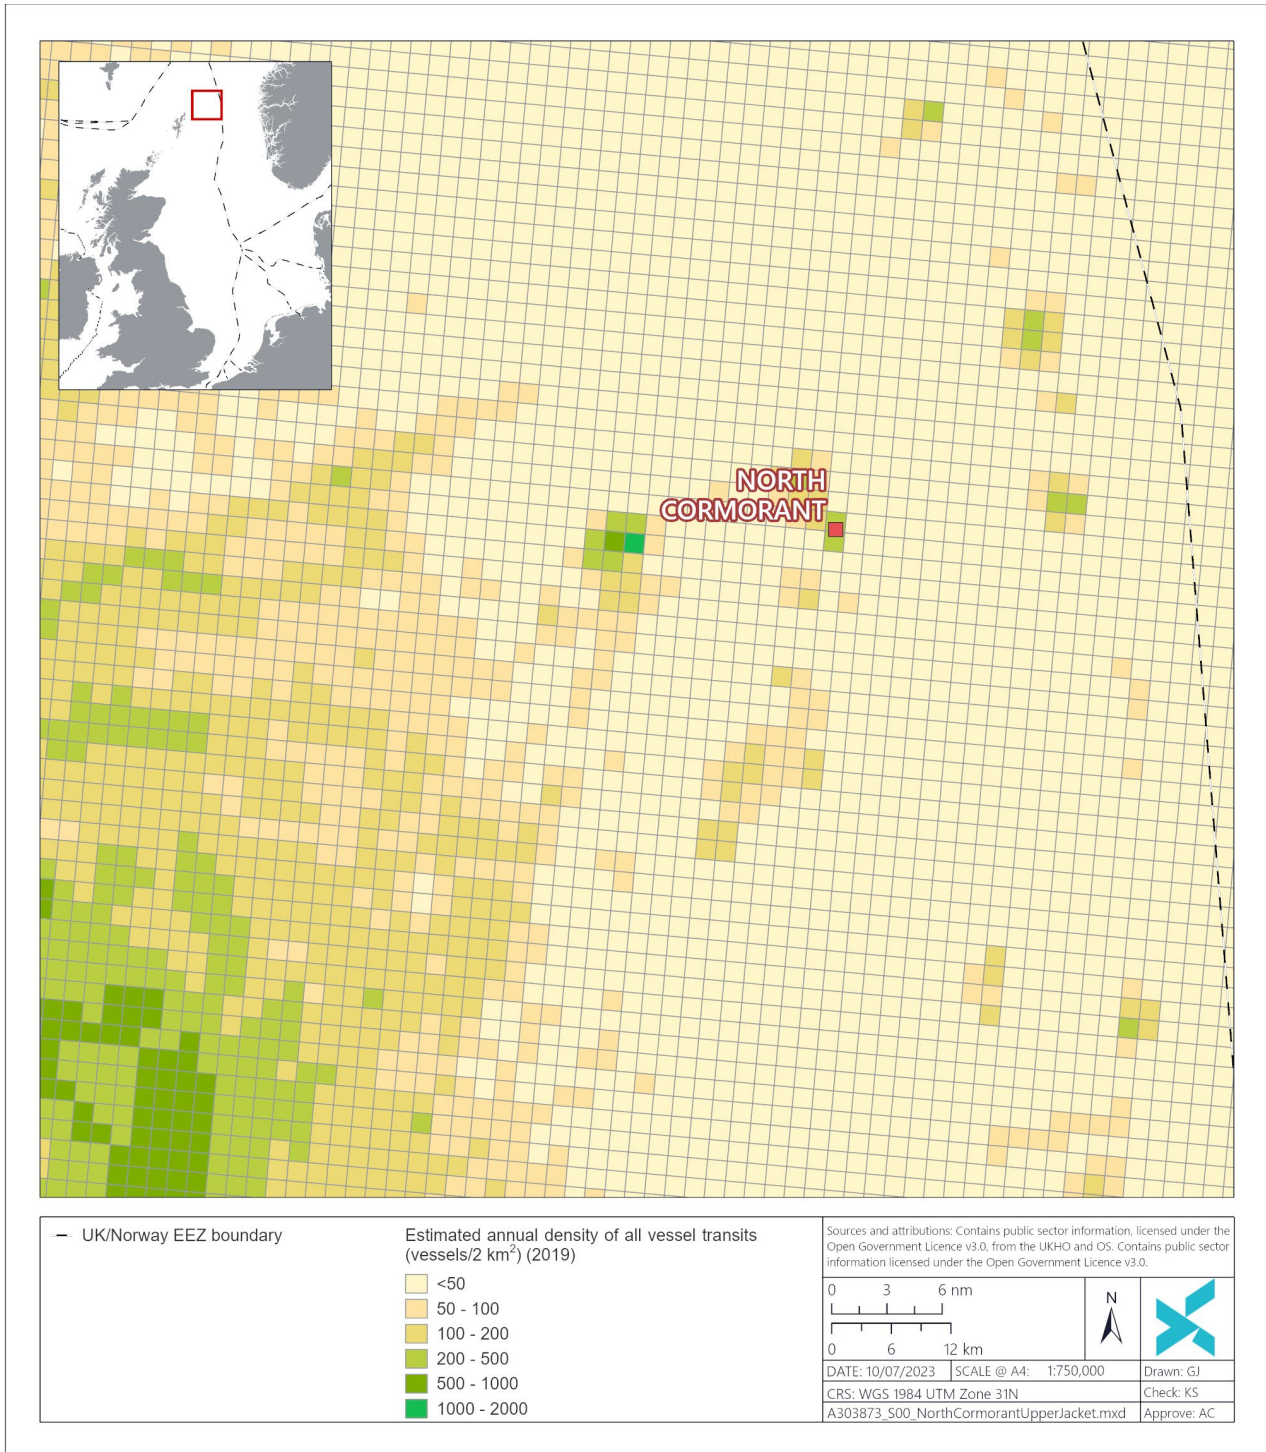 NORTH
CORMORANT
UK/Norway EEZ boundary
Estimated annual density of all vessel transits
(vessels/2 km²) (2019)
<50
50 - 100
100 - 200
200 - 500
500 - 1000
1000 - 2000
Sources and attributions: Contains public sector information, licensed under the
Open Government Licence v3.0, from the UKHO and OS. Contains public sector
information licensed under the Open Government Licence v3.0.
0 3 6 nm
0 6 12 km
N
DATE: 10/07/2023 SCALE @ A4: 1:750,000 Drawn: GJ
CRS: WGS 1984 UTM Zone 31N Check: KS
A303873_S00_NorthCormorantUpperJacket.mxd Approve: AC